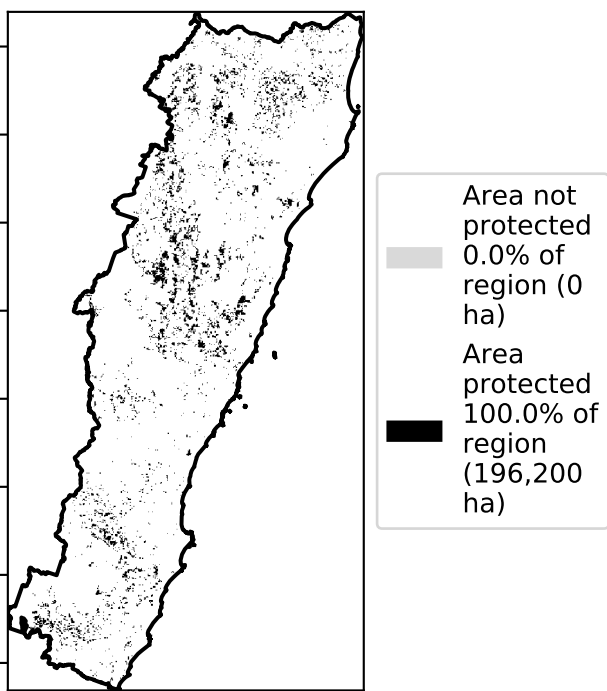 Area not
protected
0.0% of
region (0
ha)
Area
protected
100.0% of
region
(196,200
ha)